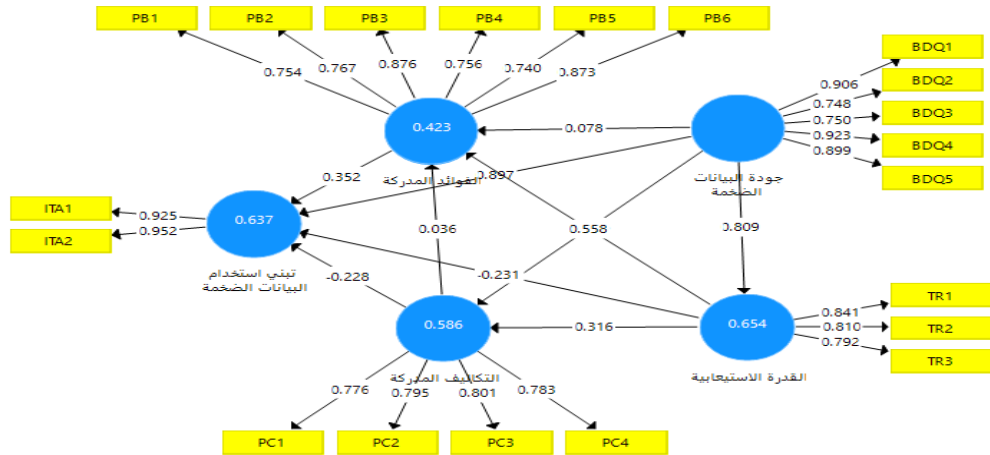 PB1
PB2
PB3
PB4
PB5
PB6
0.754
0.767
0.876
0.756
0.740
0.873
BDQ1
BDQ2
BDQ3
BDQ4
BDQ5
0.906
0.748
0.750
0.923
0.899
0.423
الفوائد المدركة
0.078
جودة البيانات
الضخمة
0.352
0.897
ITA1
ITA2
0.925
0.952
0.637
تبني استخدام
البيانات الضخمة
0.036
0.558
0.809
-0.228
-0.231
0.586
التكاليف المدركة
0.316
0.654
القدرة الاستيعابية
0.841
0.810
0.792
TR1
TR2
TR3
0.776
0.795
0.801
0.783
PC1
PC2
PC3
PC4